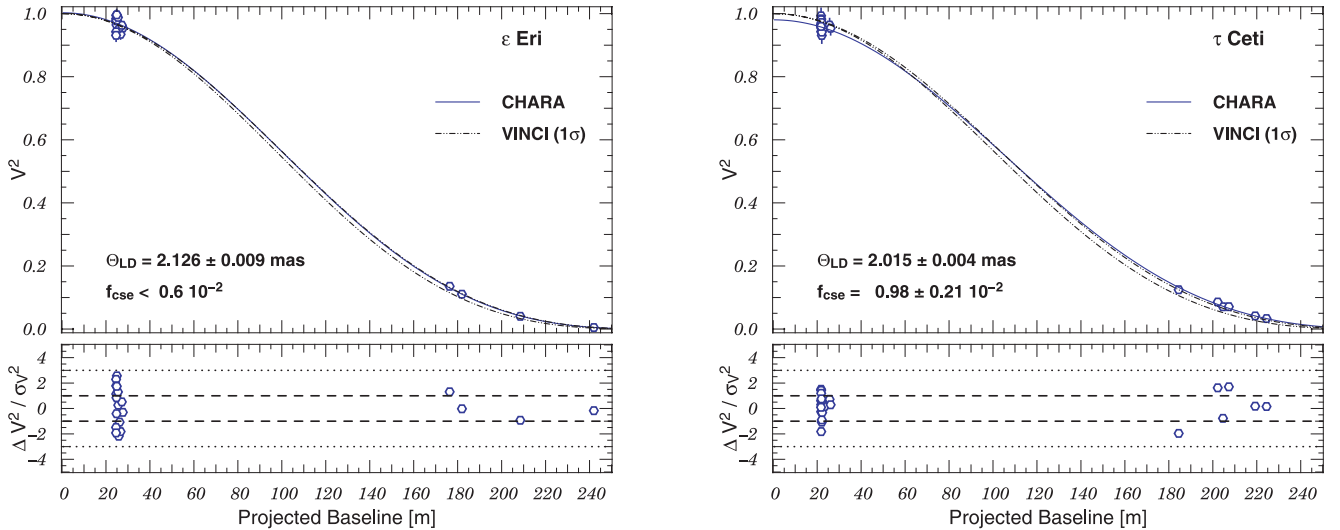 ε Eri
CHARA
VINCI (1σ)
Θ_LD = 2.126 ± 0.009 mas
f_cse < 0.6 10⁻²
V²
1.0
0.8
0.6
0.4
0.2
0.0
Δ V² / σv²
4
2
0
−2
−4
0 20 40 60 80 100 120 140 160 180 200 220 240
Projected Baseline [m]
τ Ceti
CHARA
VINCI (1σ)
Θ_LD = 2.015 ± 0.004 mas
f_cse = 0.98 ± 0.21 10⁻²
V²
1.0
0.8
0.6
0.4
0.2
0.0
Δ V² / σv²
4
2
0
−2
−4
0 20 40 60 80 100 120 140 160 180 200 220 240
Projected Baseline [m]